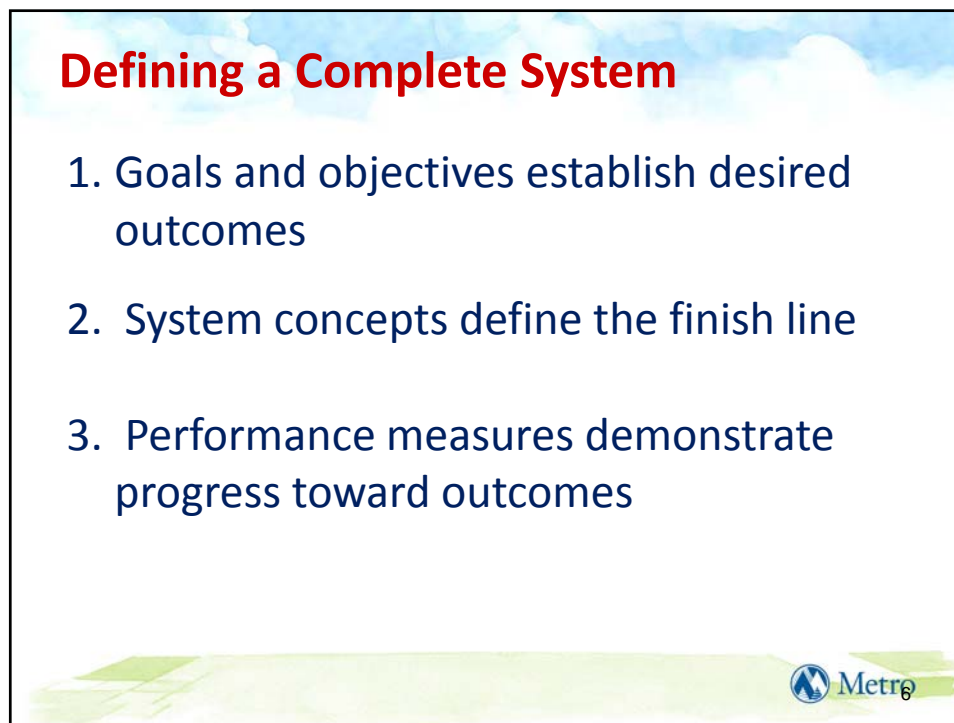 Defining a Complete System
1. Goals and objectives establish desired
outcomes
2. System concepts define the finish line
3. Performance measures demonstrate
progress toward outcomes
Metro
6